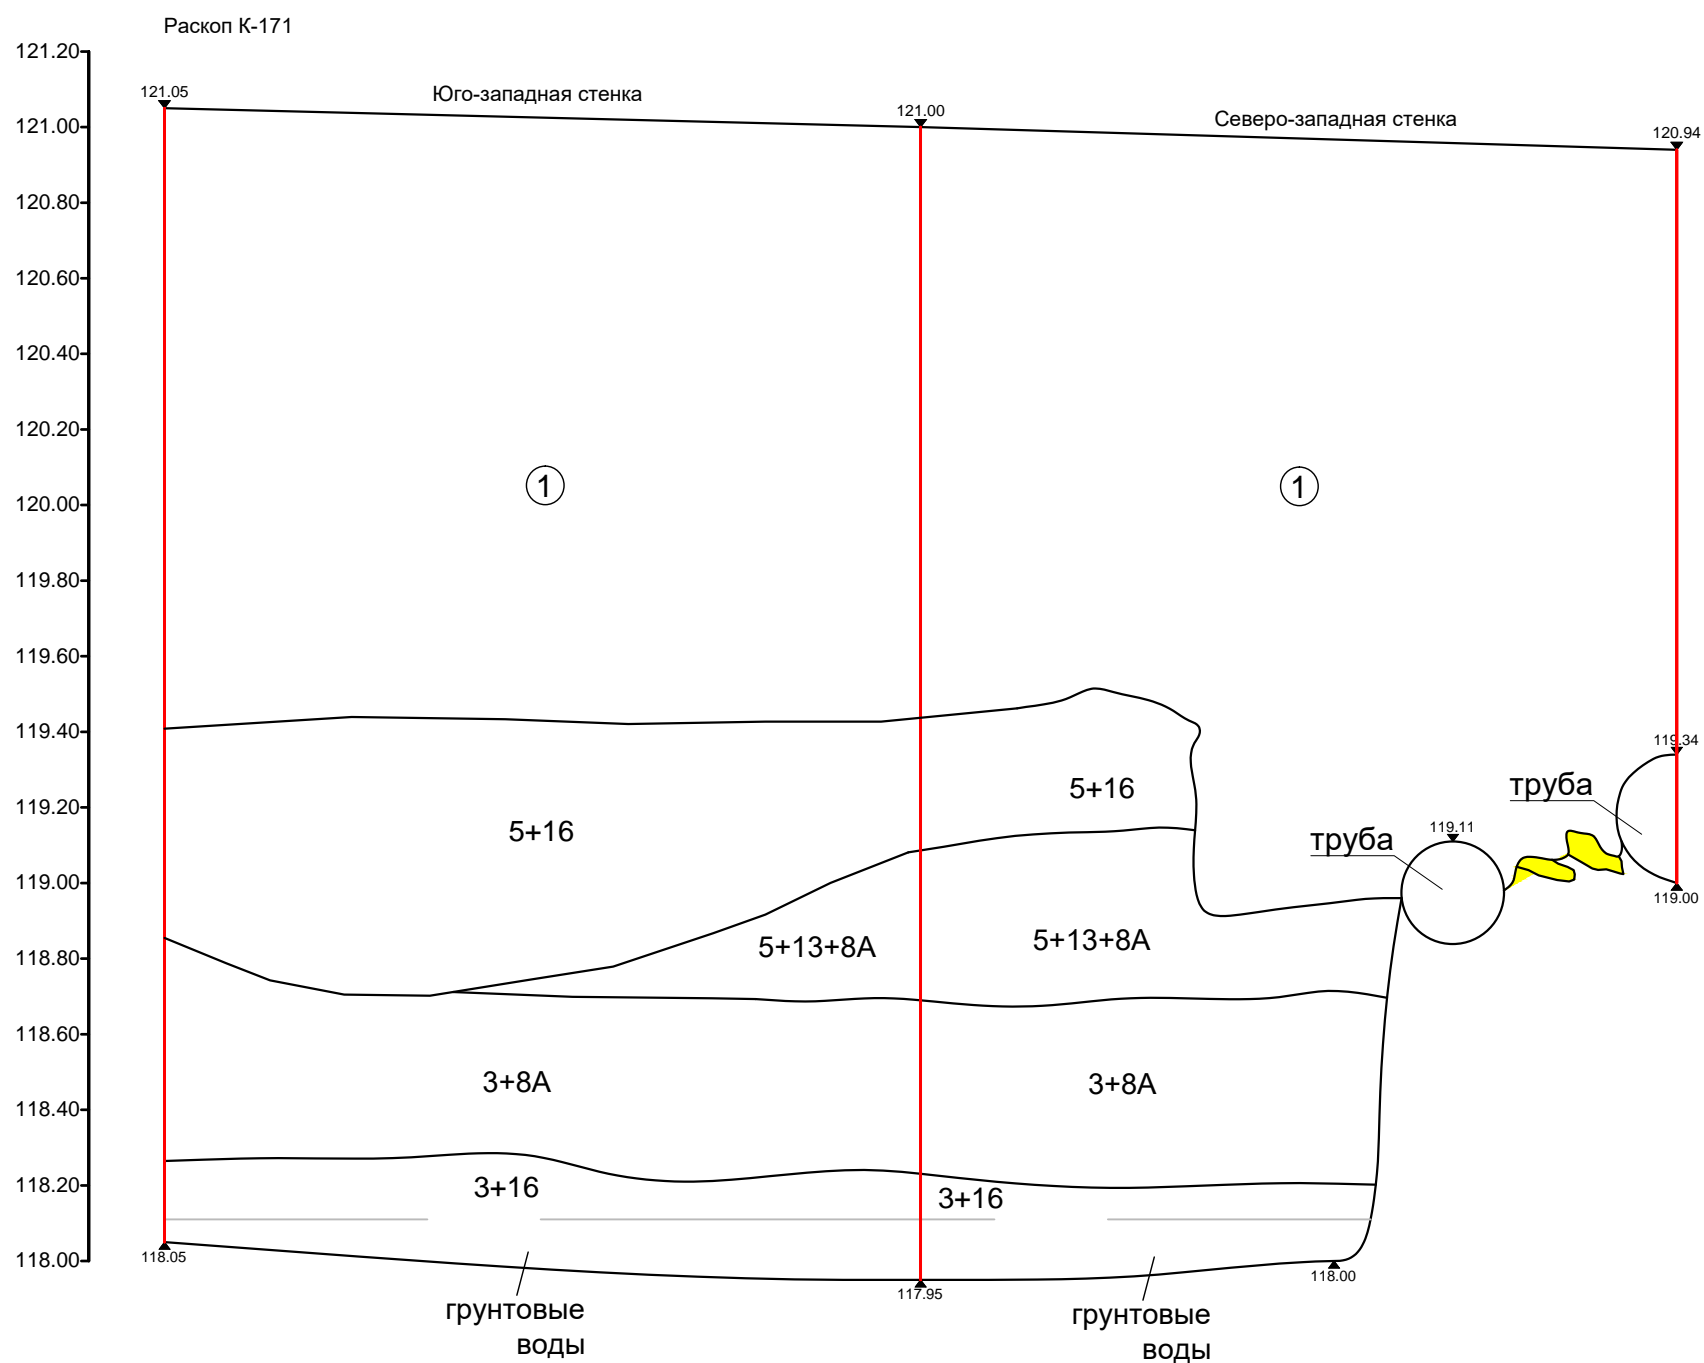 Раскоп К-171
121.20
121.05
Юго-западная стенка
121.00
Северо-западная стенка
120.94
121.00
120.80
120.60
120.40
120.20
120.00
1
1
119.80
119.60
119.40
119.34
119.20
5+16
5+16
труба
труба
119.11
119.00
119.00
118.80
5+13+8А
5+13+8А
118.60
3+8А
3+8А
118.40
118.20
3+16
3+16
118.00
118.05
117.95
118.00
грунтовые
воды
грунтовые
воды